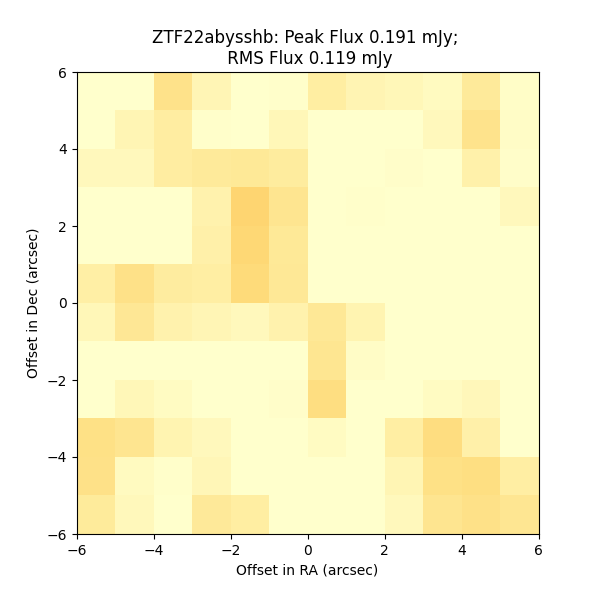 ZTF22abysshb: Peak Flux 0.191 mJy;
RMS Flux 0.119 mJy
6
4
2
0
−2
−4
−6
Offset in Dec (arcsec)
−6 −4 −2 0 2 4 6
Offset in RA (arcsec)